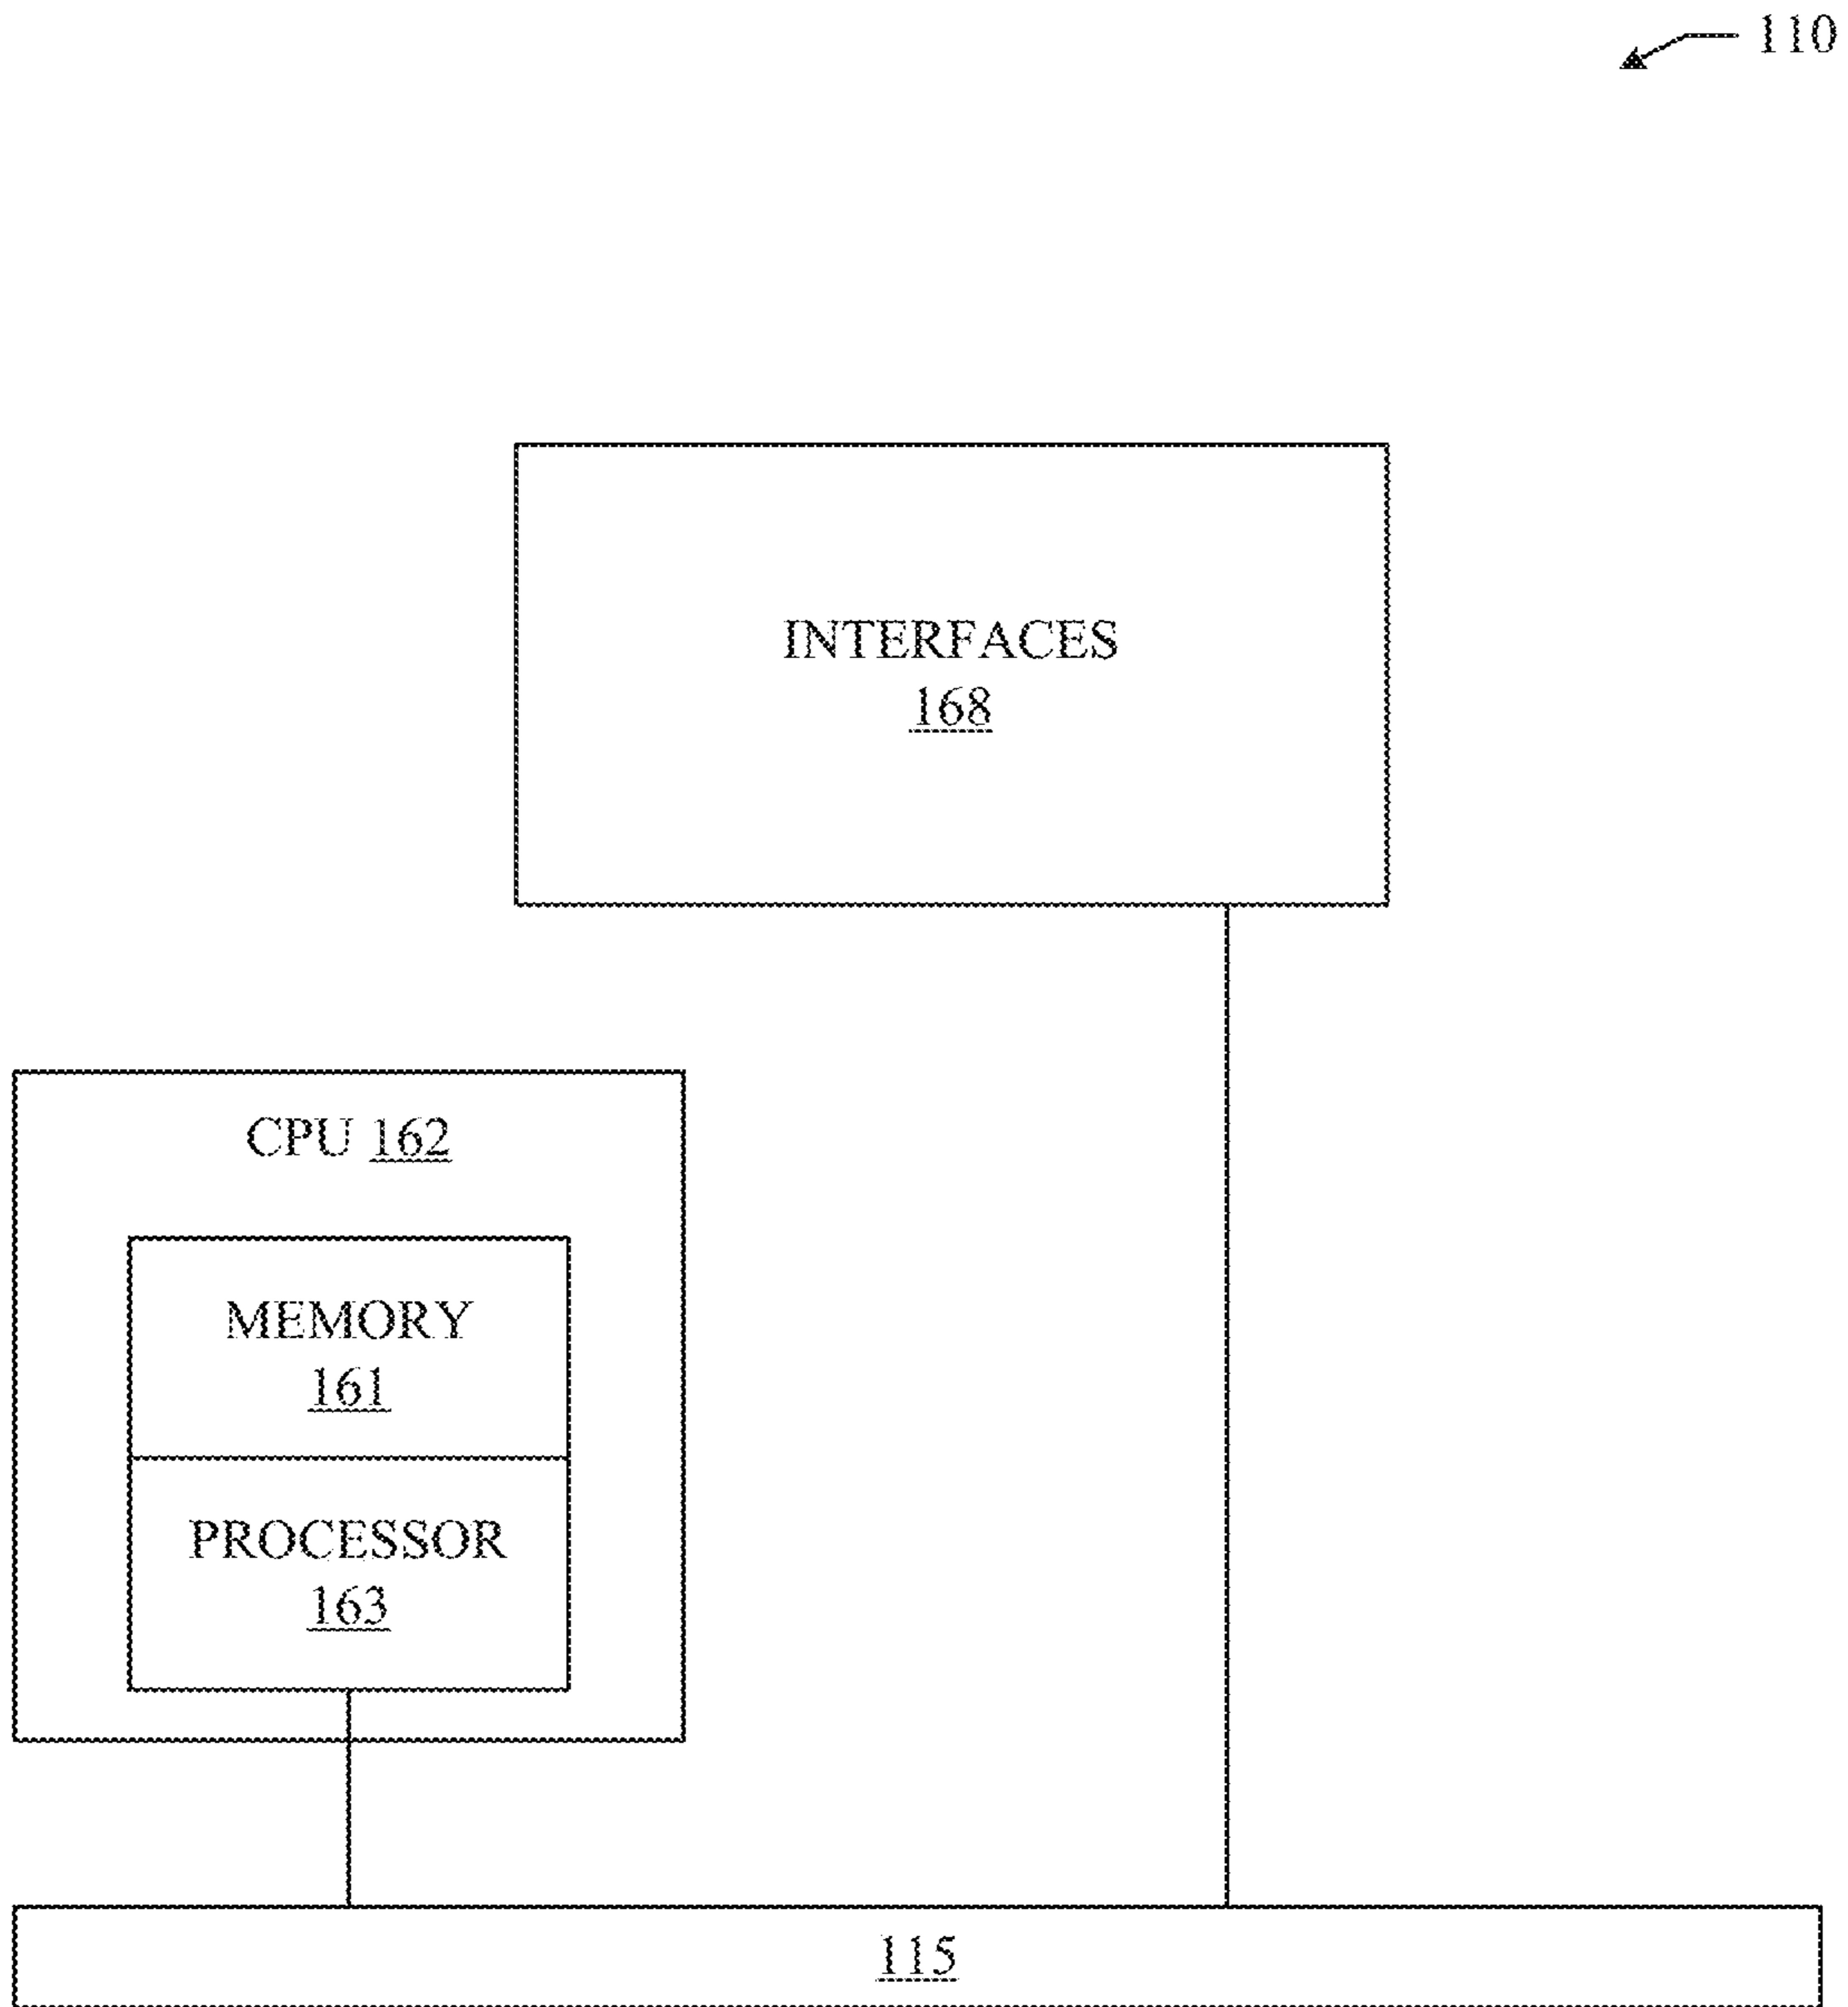 110
INTERFACES
168
CPU 162
MEMORY
161
PROCESSOR
163
115